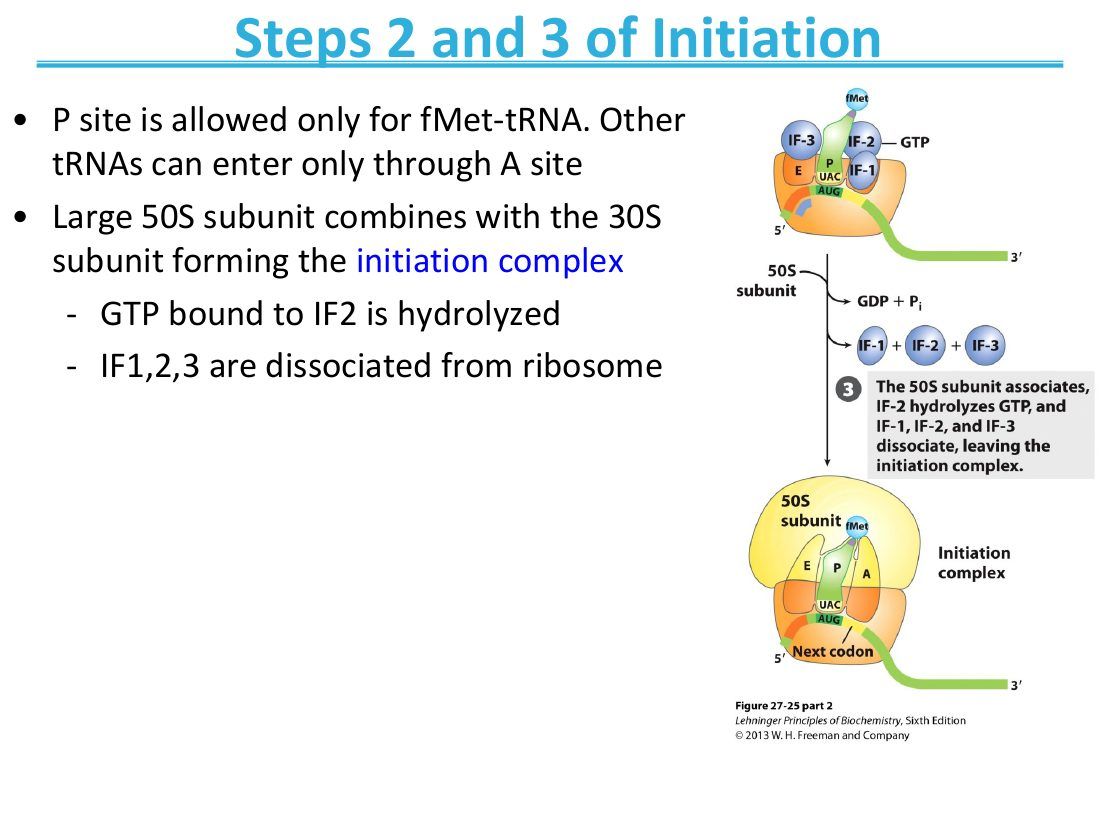 Steps 2 and 3 of Initiation
• P site is allowed only for fMet-tRNA. Other
tRNAs can enter only through A site
• Large 50S subunit combines with the 30S
subunit forming the initiation complex
- GTP bound to IF2 is hydrolyzed
- IF1,2,3 are dissociated from ribosome
fMet
IF-3
IF-2
GTP
E
P
IF-1
UAC
AUG
5′
3′
50S
subunit
GDP + Pi
IF-1 + IF-2 + IF-3
3
The 50S subunit associates,
IF-2 hydrolyzes GTP, and
IF-1, IF-2, and IF-3
dissociate, leaving the
initiation complex.
50S
subunit
fMet
E
P
A
Initiation
complex
UAC
AUG
Next codon
5′
3′
Figure 27-25 part 2
Lehninger Principles of Biochemistry, Sixth Edition
© 2013 W. H. Freeman and Company